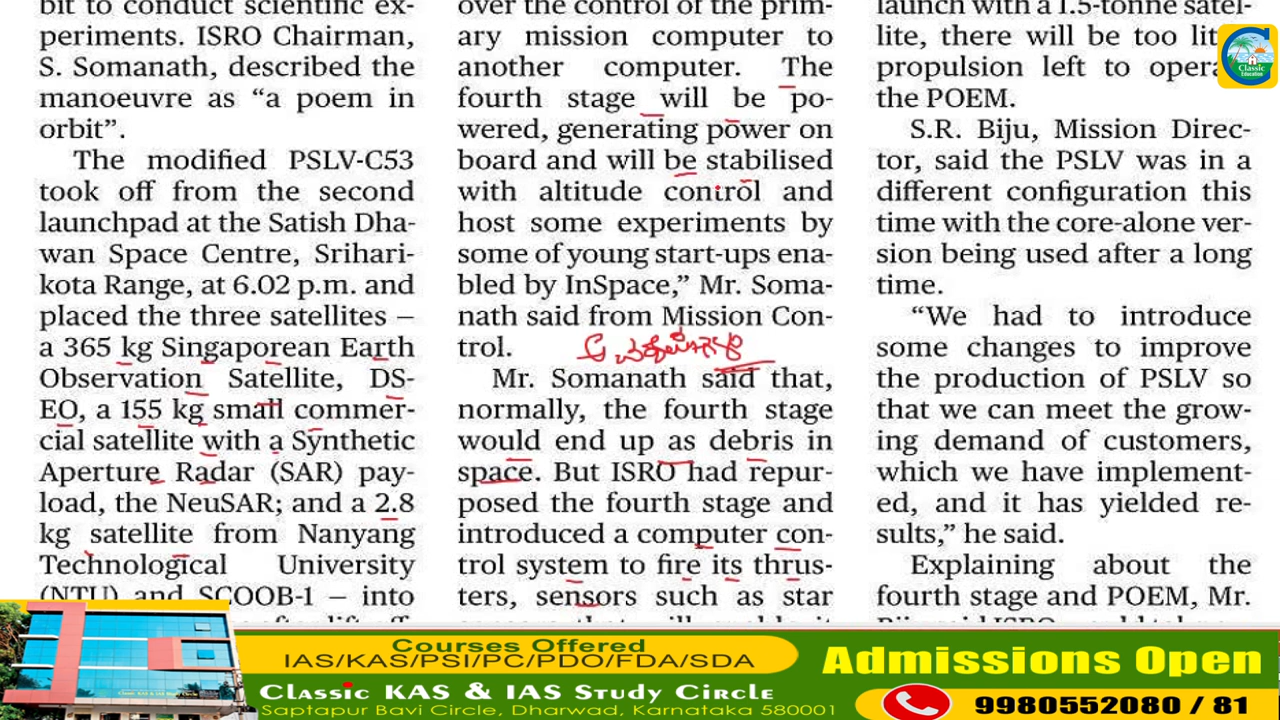 bit to conduct scientific ex-
periments. ISRO Chairman,
S. Somanath, described the
manoeuvre as “a poem in
orbit”.
The modified PSLV-C53
took off from the second
launchpad at the Satish Dha-
wan Space Centre, Srihari-
kota Range, at 6.02 p.m. and
placed the three satellites –
a 365 kg Singaporean Earth
Observation Satellite, DS-
EO, a 155 kg small commer-
cial satellite with a Synthetic
Aperture Radar (SAR) pay-
load, the NeuSAR; and a 2.8
kg satellite from Nanyang
Technological University
(NTU) and SCOOB-1 – into
over the control of the prim-
ary mission computer to
another computer. The
fourth stage will be po-
wered, generating power on
board and will be stabilised
with altitude control and
host some experiments by
some of young start-ups ena-
bled by InSpace,” Mr. Soma-
nath said from Mission Con-
trol.
Mr. Somanath said that,
normally, the fourth stage
would end up as debris in
space. But ISRO had repur-
posed the fourth stage and
introduced a computer con-
trol system to fire its thrus-
ters, sensors such as star
launch with a 1.5-tonne satel-
lite, there will be too
propulsion left to
the POEM.
S.R. Biju, Mission Direc-
tor, said the PSLV was in a
different configuration this
time with the core-alone ver-
sion being used after a long
time.
“We had to introduce
some changes to improve
the production of PSLV so
that we can meet the grow-
ing demand of customers,
which we have implement-
ed, and it has yielded re-
sults,” he said.
Explaining about the
fourth stage and POEM, Mr.
Classic
Education
Courses Offered
IAS/KAS/PSI/PC/PDO/FDA/SDA
Classic KAS & IAS Study Circle
Saptapur Bavi Circle, Dharwad, Karnataka 580001
Admissions Open
9980552080 / 81